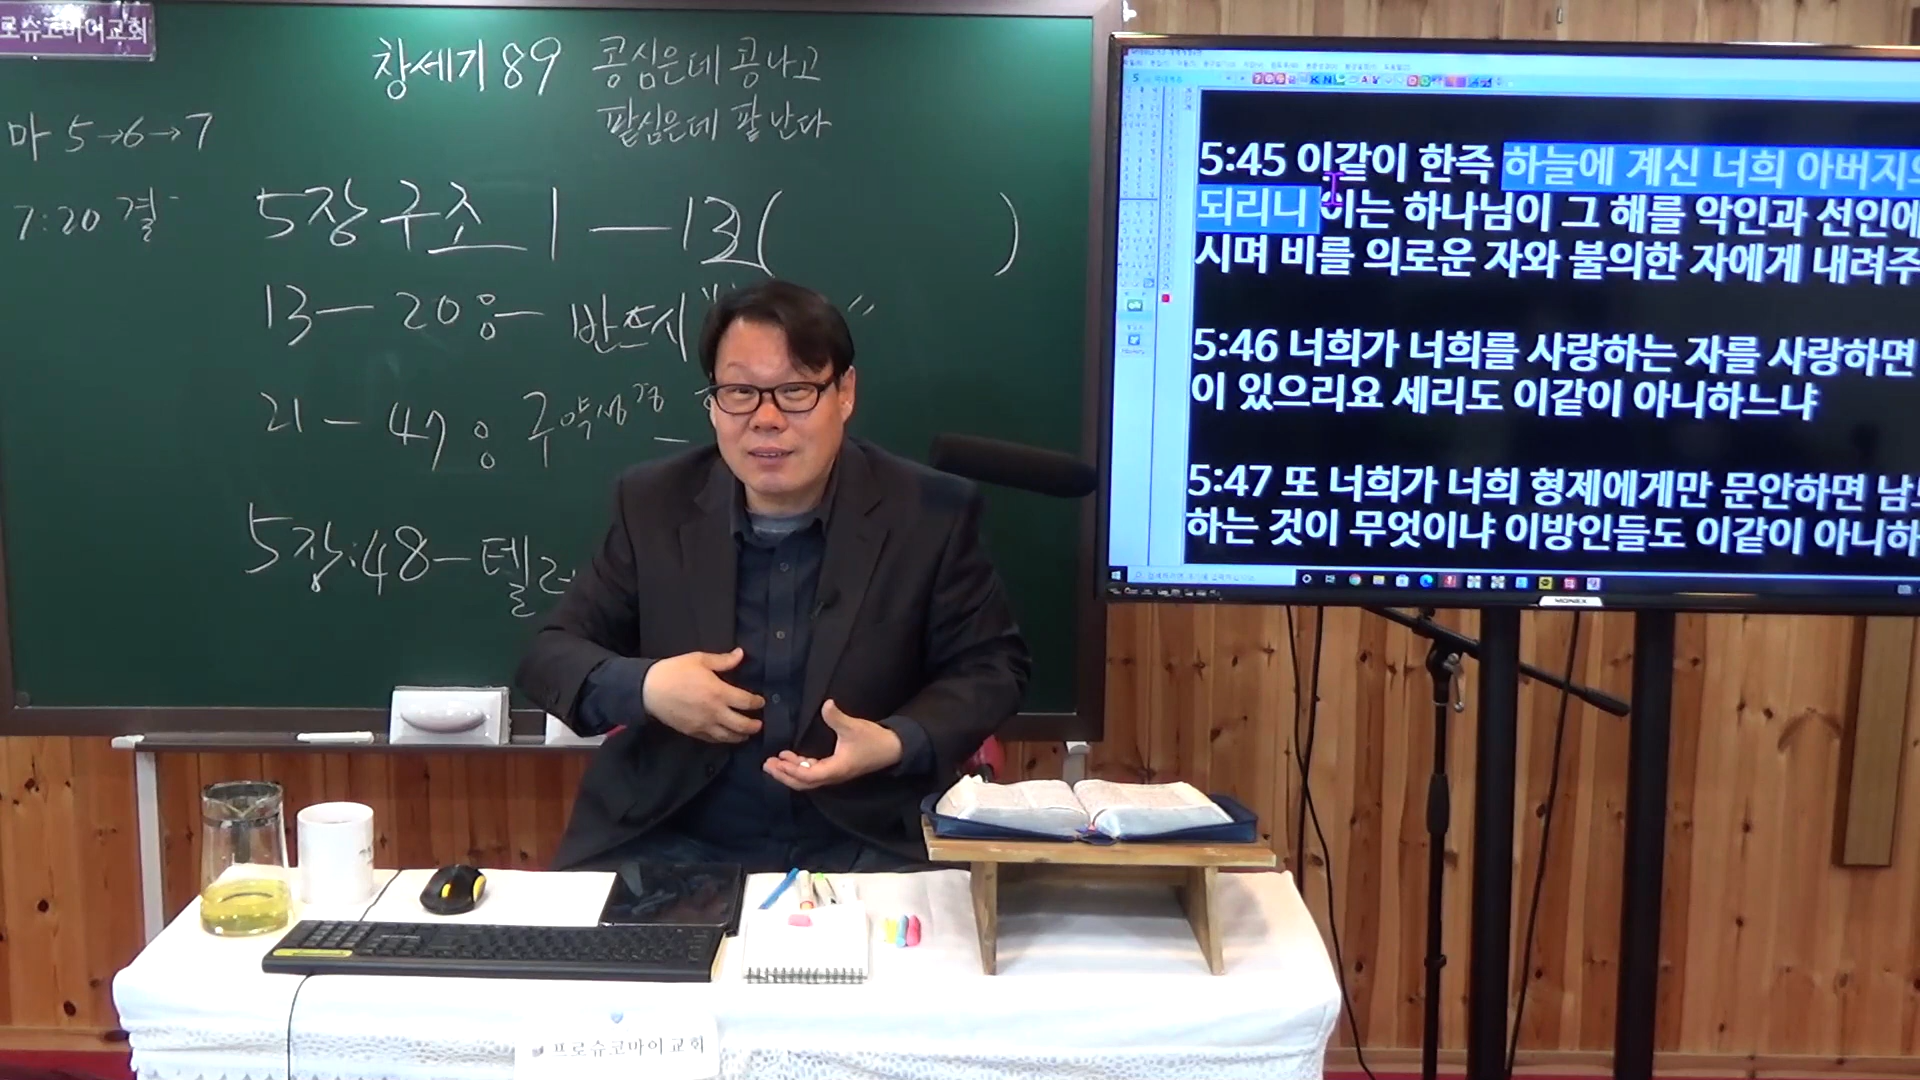 프로슈코마이교회
창세기 89 콩심은데 콩나고
팥심은데 팥난다
마 5→6→7
7:20 결
5장 구조 1—13(       )
13— 20 응— 반드시 "    "
21 — 47 응 구약성경 —
5장:48—텔러
5:45 이같이 한즉 하늘에 계신 너희 아버지의
되리니 이는 하나님이 그 해를 악인과 선인에
시며 비를 의로운 자와 불의한 자에게 내려주
5:46 너희가 너희를 사랑하는 자를 사랑하면
이 있으리요 세리도 이같이 아니하느냐
5:47 또 너희가 너희 형제에게만 문안하면 남보
하는 것이 무엇이냐 이방인들도 이같이 아니하
MONEX
프로슈코마이 교회